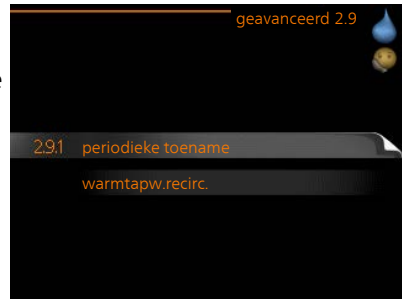 geavanceerd 2.9
2.9.1 periodieke toename
warmtapw.recirc.